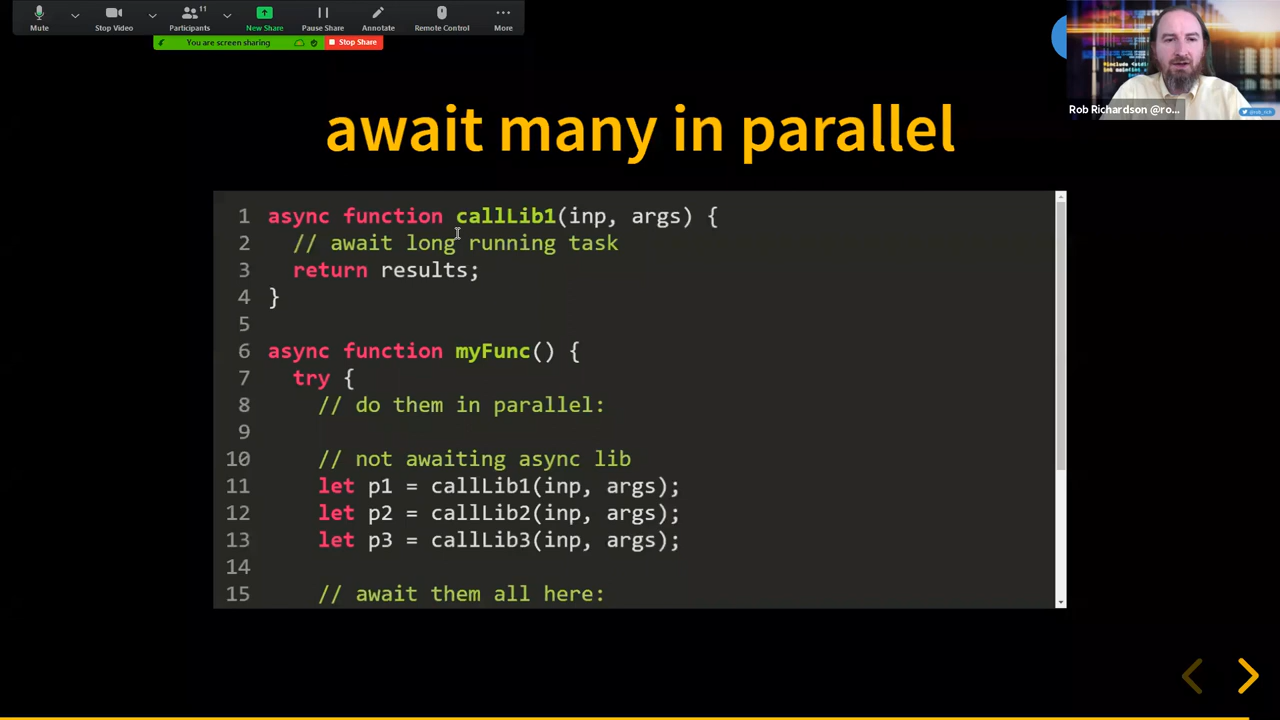 Mute
Stop Video
Participants
11
New Share
Pause Share
Annotate
Remote Control
More
You are screen sharing
Stop Share
Rob Richardson @ro...
await many in parallel
1 async function callLib1(inp, args) {
2 // await long running task
3 return results;
4 }
5
6 async function myFunc() {
7 try {
8 // do them in parallel:
9
10 // not awaiting async lib
11 let p1 = callLib1(inp, args);
12 let p2 = callLib2(inp, args);
13 let p3 = callLib3(inp, args);
14
15 // await them all here: